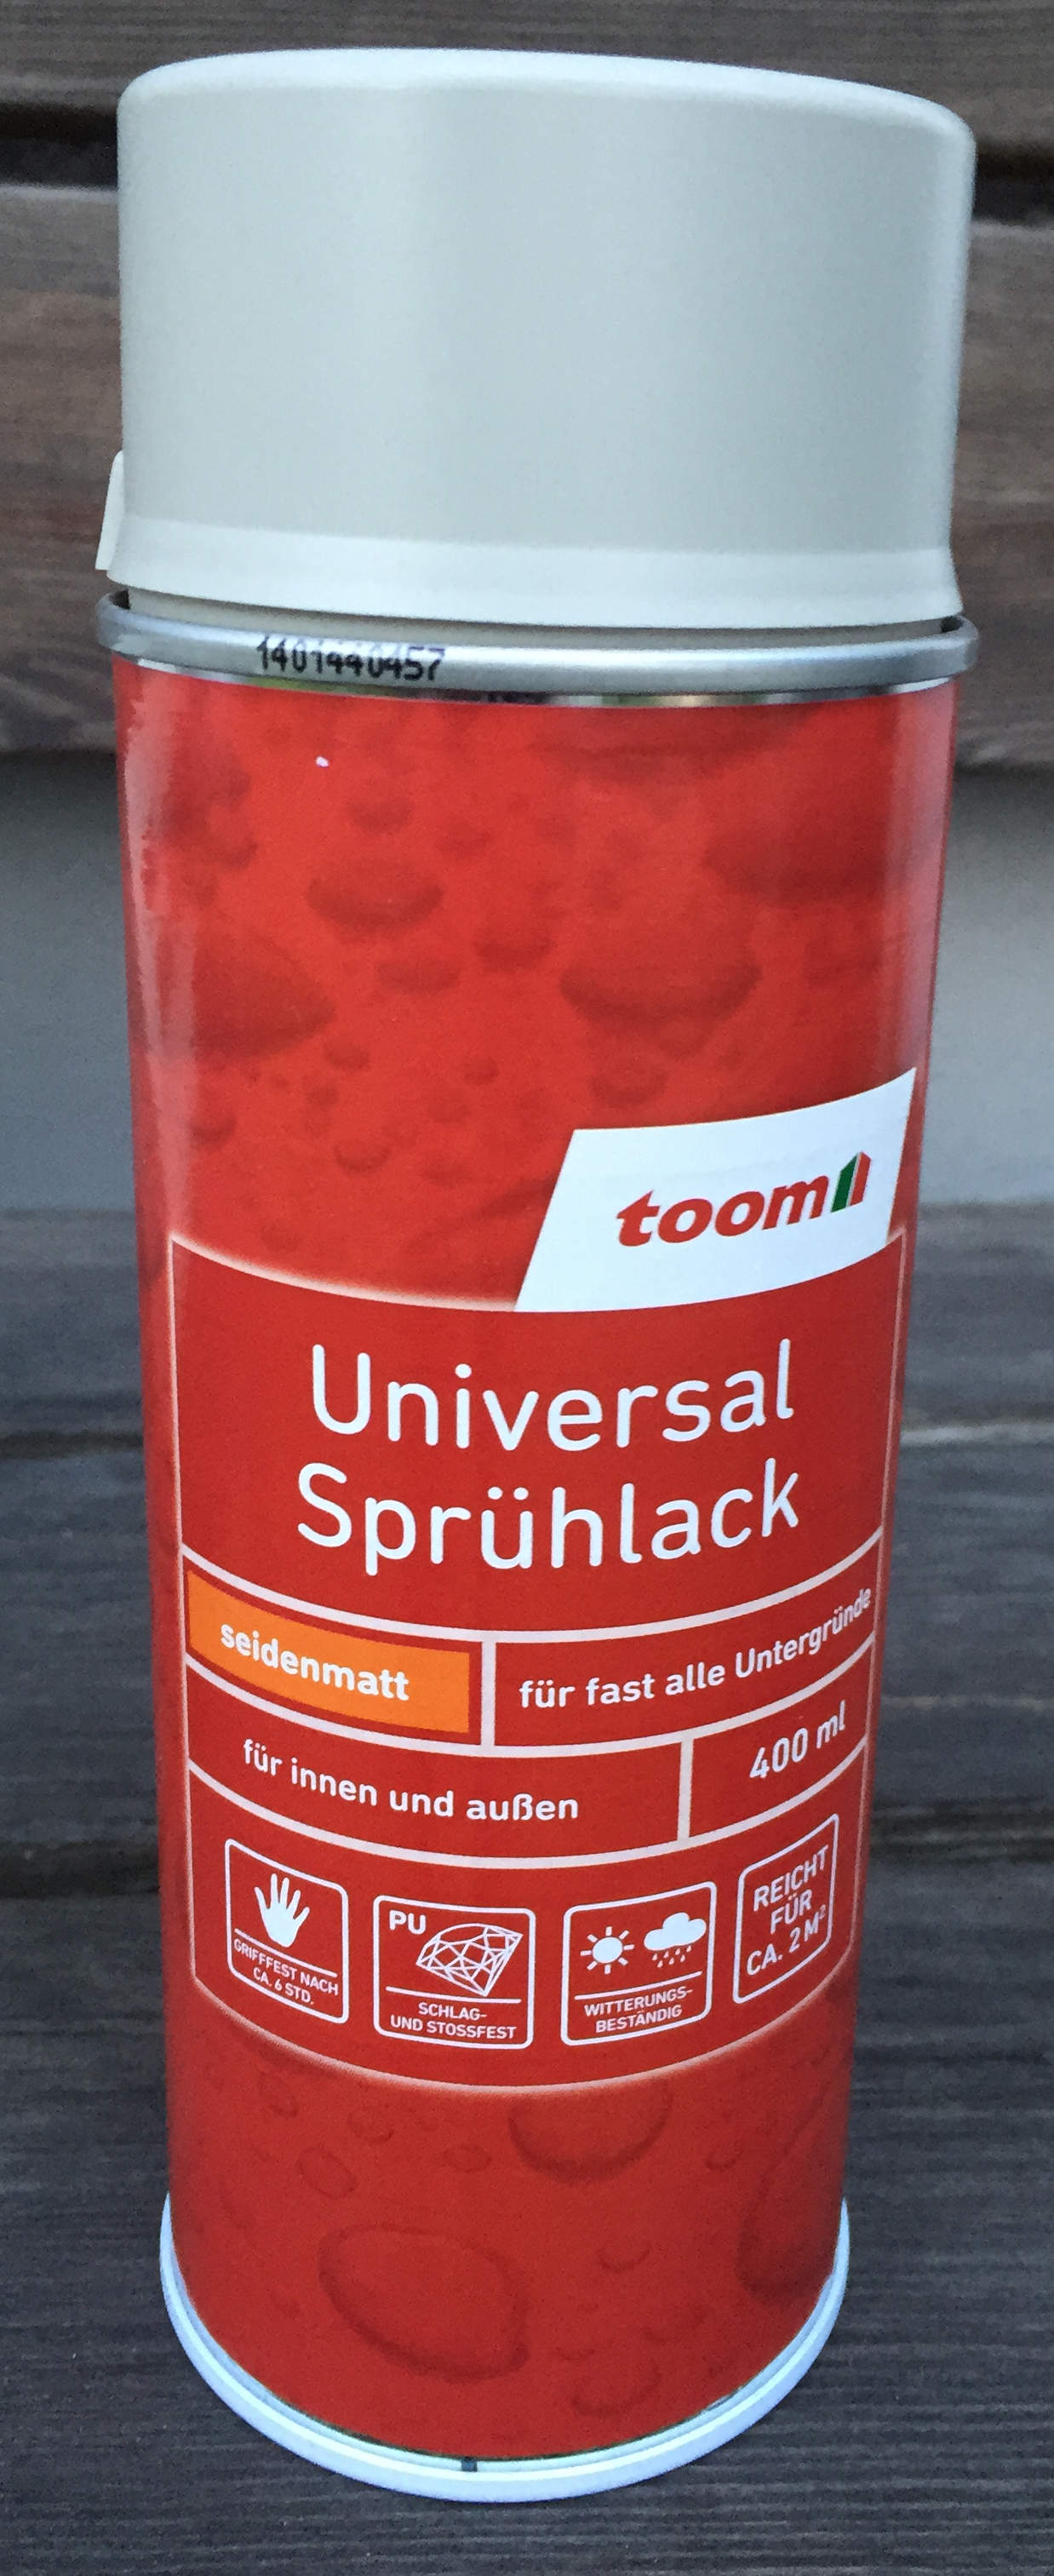 1401440457
toom
Universal
Sprühlack
seidenmatt
für fast alle Untergründe
für innen und außen
400 ml
GRIFFFEST NACH
CA. 6 STD.
PU
SCHLAG-
UND STOSSFEST
WITTERUNGS-
BESTÄNDIG
REICHT
FÜR
CA. 2 M²